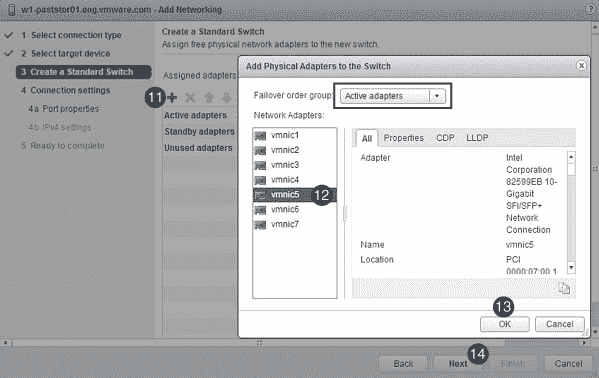 w1-paststor01.eng.vmware.com - Add Networking
1 Select connection type
2 Select target device
3 Create a Standard Switch
4 Connection settings
4a Port properties
4b IPv4 settings
5 Ready to complete
Create a Standard Switch
Assign free physical network adapters to the new switch.
Assigned adapters
11
Active adapters
Standby adapters
Unused adapters
Add Physical Adapters to the Switch
Failover order group: Active adapters
Network Adapters:
vmnic1
vmnic2
vmnic3
vmnic4
vmnic5
12
vmnic6
vmnic7
All Properties CDP LLDP
Adapter Intel
Corporation
82599EB 10-
Gigabit
SFI/SFP+
Network
Connection
Name vmnic5
Location PCI
0000:07:00.1
13
OK Cancel
14
Back Next Finish Cancel